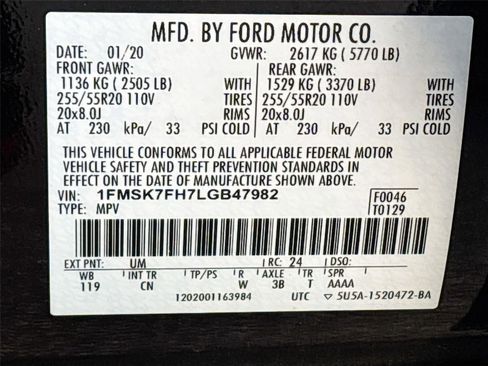 MFD. BY FORD MOTOR CO.
DATE: 01/20 GVWR: 2617 KG ( 5770 LB)
FRONT GAWR: REAR GAWR:
1136 KG ( 2505 LB) WITH 1529 KG ( 3370 LB) WITH
255/55R20 110V TIRES 255/55R20 110V TIRES
20x8.0J RIMS 20x8.0J RIMS
AT 230 kPa/ 33 PSI COLD AT 230 kPa/ 33 PSI COLD
THIS VEHICLE CONFORMS TO ALL APPLICABLE FEDERAL MOTOR
VEHICLE SAFETY AND THEFT PREVENTION STANDARDS IN
EFFECT ON THE DATE OF MANUFACTURE SHOWN ABOVE.
VIN: 1FMSK7FH7LGB47982 F0046
TYPE: MPV T0129
EXT PNT: UM RC: 24 DSO:
WB INT TR TP/PS R AXLE TR SPR
119 CN W 3B T AAAA
1202001163984 UTC ▽ 5U5A-1520472-BA